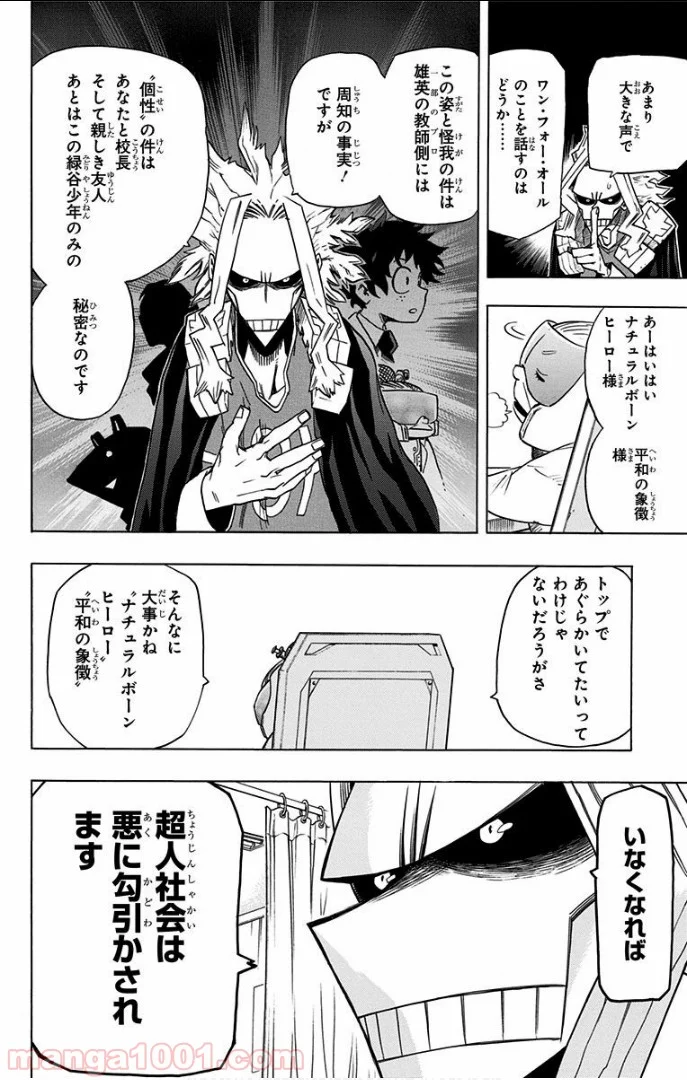 あまり
大きな声で
ワン・フォー・オール
のことを話すのは
どうか……
あーはいはい
ナチュラルボーン
ヒーロー様
平和の象徴
様
この姿と怪我の件は
雄英の教師側には
周知の事実!
ですが
"個性"の件は
あなたと校長
そして親しき友人
あとはこの緑谷少年のみの
秘密なのです
トップで
あぐらかいてたいって
わけじゃ
ないだろうがさ
そんなに
大事かね
"ナチュラルボーン
ヒーロー"
"平和の象徴"
いなくなれば
超人社会は
悪に勾引かされ
ます
manga1001.com